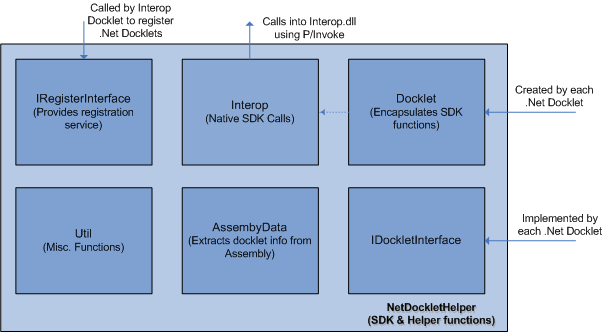 Called by Interop
Docklet to register
.Net Docklets
Calls into Interop.dll
using P/Invoke
IRegisterInterface
(Provides registration
service)
Interop
(Native SDK Calls)
Docklet
(Encapsulates SDK
functions)
Created by each
.Net Docklet
Util
(Misc. Functions)
AssembyData
(Extracts docklet info from
Assembly)
IDockletInterface
Implemented by
each .Net Docklet
NetDockletHelper
(SDK & Helper functions)